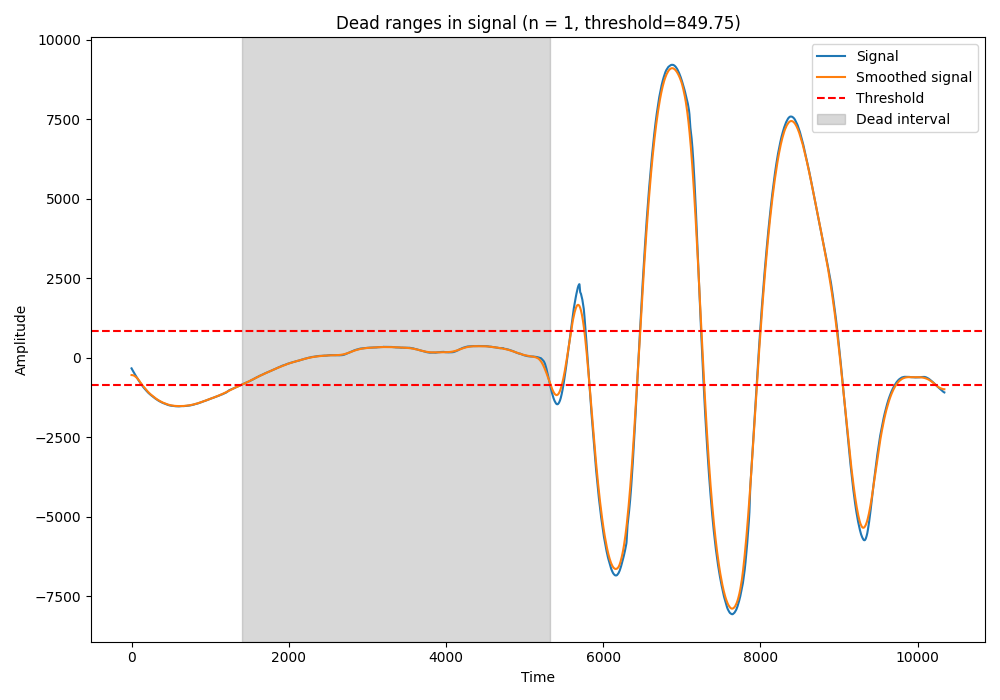 Dead ranges in signal (n = 1, threshold=849.75)
10000
7500
5000
2500
0
−2500
−5000
−7500
Amplitude
Signal
Smoothed signal
Threshold
Dead interval
0 2000 4000 6000 8000 10000
Time